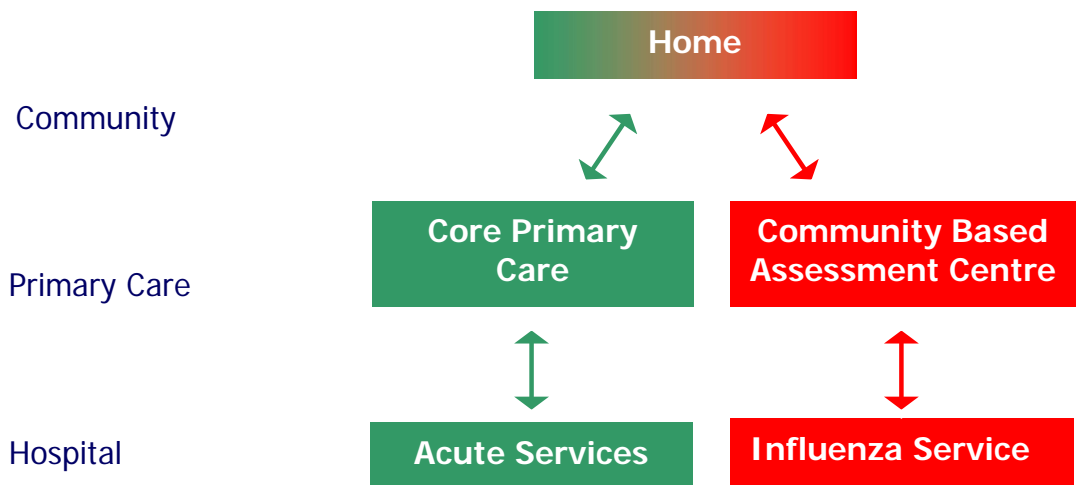 Home
Community
Core Primary
Care
Community Based
Assessment Centre
Primary Care
Hospital
Acute Services
Influenza Service